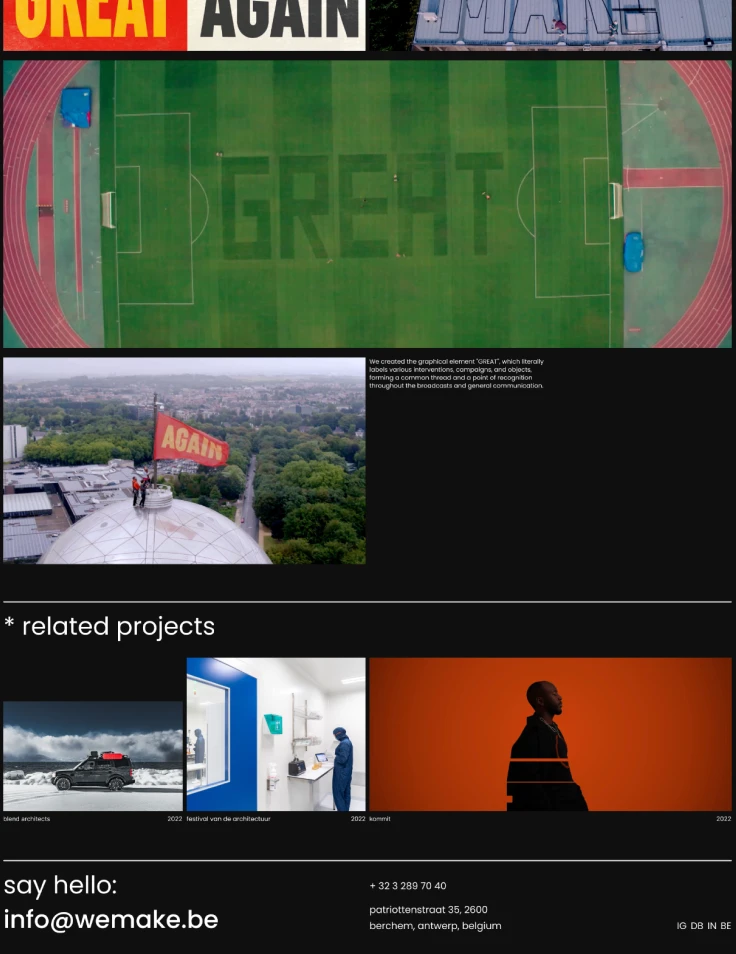 GREAT
AGAIN
MAKE
GREAT
We created the graphical element "GREAT", which literally
labels various interventions, campaigns, and objects,
forming a common thread and a point of recognition
throughout the broadcasts and general communication.
AGAIN
* related projects
blend architects 2022
festival van de architectuur 2022
kommit 2022
say hello:
info@wemake.be
+ 32 3 289 70 40
patriottenstraat 35, 2600
berchem, antwerp, belgium
IG DB IN BE